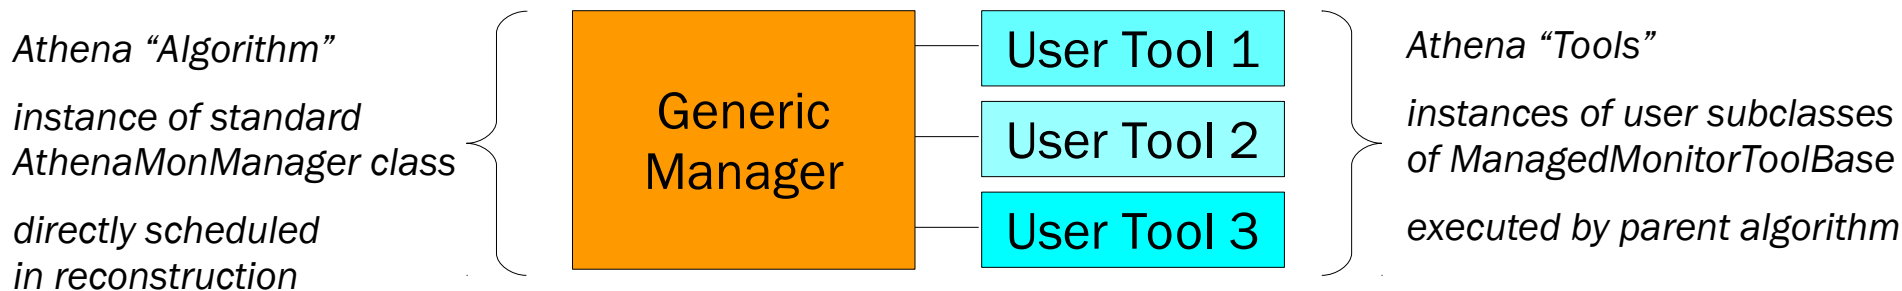 Athena “Algorithm”
instance of standard
AthenaMonManager class
directly scheduled
in reconstruction
Generic
Manager
User Tool 1
User Tool 2
User Tool 3
Athena “Tools”
instances of user subclasses
of ManagedMonitorToolBase
executed by parent algorithm